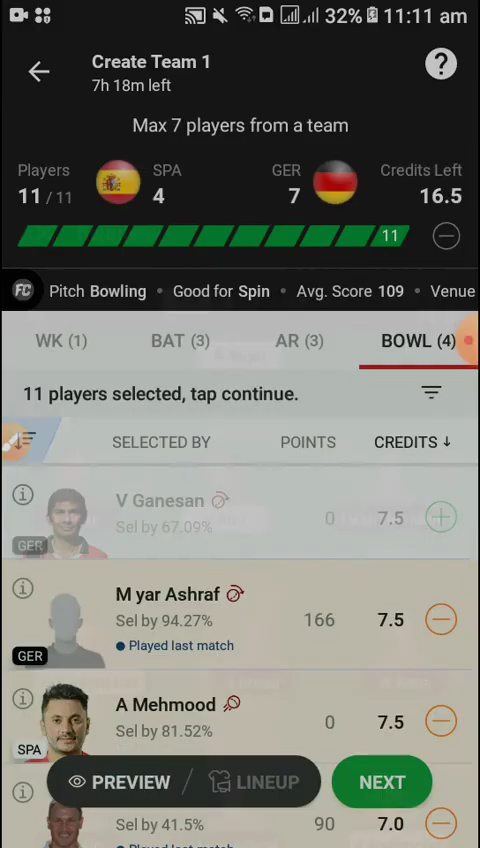 32% 11:11 am
Create Team 1
7h 18m left
?
Max 7 players from a team
Players SPA GER Credits Left
11 / 11 4 7 16.5
11
FC Pitch Bowling • Good for Spin • Avg. Score 109 • Venue
WK (1) BAT (3) AR (3) BOWL (4)
11 players selected, tap continue.
SELECTED BY POINTS CREDITS ↓
V Ganesan
Sel by 67.09% 0 7.5
GER
M yar Ashraf
Sel by 94.27% 166 7.5
Played last match
GER
A Mehmood
Sel by 81.52% 0 7.5
SPA
PREVIEW / LINEUP NEXT
Sel by 41.5% 90 7.0